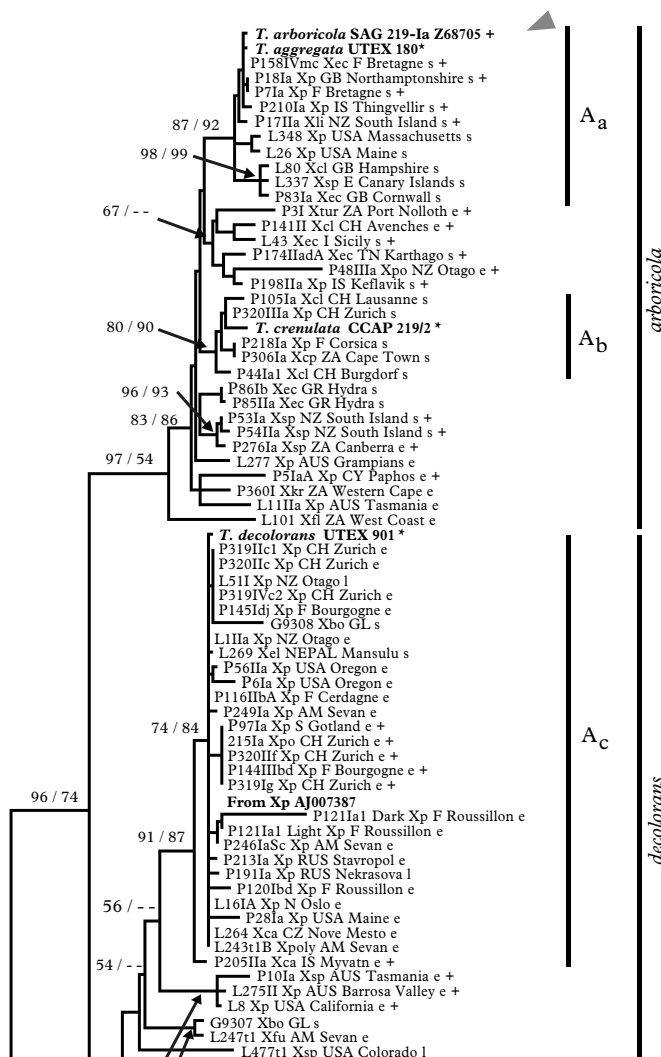 T. arboricola SAG 219-Ia Z68705 +
T. aggregata UTEX 180*
P158IVmc Xec F Bretagne s +
P18Ia Xp GB Northamptonshire s +
P7Ia Xp F Bretagne s +
P210Ia Xp IS Thingvellir s +
P17IIa Xli NZ South Island s +
L348 Xp USA Massachusetts s
L26 Xp USA Maine s
L80 Xcl GB Hampshire s
L337 Xsp E Canary Islands s
P83Ia Xec GB Cornwall s
P3I Xtur ZA Port Nolloth e +
P141II Xcl CH Avenches e +
L43 Xec I Sicily s +
P174IIadA Xec TN Karthago s +
P48IIIa Xpo NZ Otago e +
P198IIa Xp IS Keflavik s +
P105Ia Xcl CH Lausanne s
P320IIIa Xp CH Zurich s
T. crenulata CCAP 219/2 *
P218Ia Xp F Corsica s
P306Ia Xcp ZA Cape Town s
P44Ia1 Xcl CH Burgdorf s
P86Ib Xec GR Hydra s
P85IIa Xec GR Hydra s
P53Ia Xsp NZ South Island s +
P54IIa Xsp NZ South Island s +
P276Ia Xsp ZA Canberra e +
L277 Xp AUS Grampians e
P5IaA Xp CY Paphos e +
P360I Xkr ZA Western Cape e
L11IIa Xp AUS Tasmania e
L101 Xfl ZA West Coast e
T. decolorans UTEX 901 *
P319IIc1 Xp CH Zurich e
P320IIc Xp CH Zurich e
L51I Xp NZ Otago l
P319IVc2 Xp CH Zurich e
P145Idj Xp F Bourgogne e
G9308 Xbo GL s
L1IIa Xp NZ Otago e
L269 Xel NEPAL Mansulu s
P56IIa Xp USA Oregon e
P6Ia Xp USA Oregon e
P116IIbA Xp F Cerdagne e
P249Ia Xp AM Sevan e
P97Ia Xp S Gotland e +
215Ia Xpo CH Zurich e +
P320IIf Xp CH Zurich e +
P144IIIbd Xp F Bourgogne e +
P319Ig Xp CH Zurich e +
From Xp AJ007387
P121Ia1 Dark Xp F Roussillon e
P121Ia1 Light Xp F Roussillon e
P246IaSc Xp AM Sevan e
P213Ia Xp RUS Stavropol e
P191Ia Xp RUS Nekrasova l
P120Ibd Xp F Roussillon e
L16IA Xp N Oslo e
P28Ia Xp USA Maine e
L264 Xca CZ Nove Mesto e
L243t1B Xpoly AM Sevan e
P205IIa Xca IS Myvatn e +
P10Ia Xsp AUS Tasmania e +
L275II Xp AUS Barrosa Valley e +
L8 Xp USA California e +
G9307 Xbo GL s
L247t1 Xfu AM Sevan e
L477t1 Xsp USA Colorado l
87 / 92
98 / 99
67 / - -
80 / 90
96 / 93
83 / 86
97 / 54
74 / 84
96 / 74
91 / 87
56 / - -
54 / - -
Aa
Ab
Ac
arboricola
decolorans